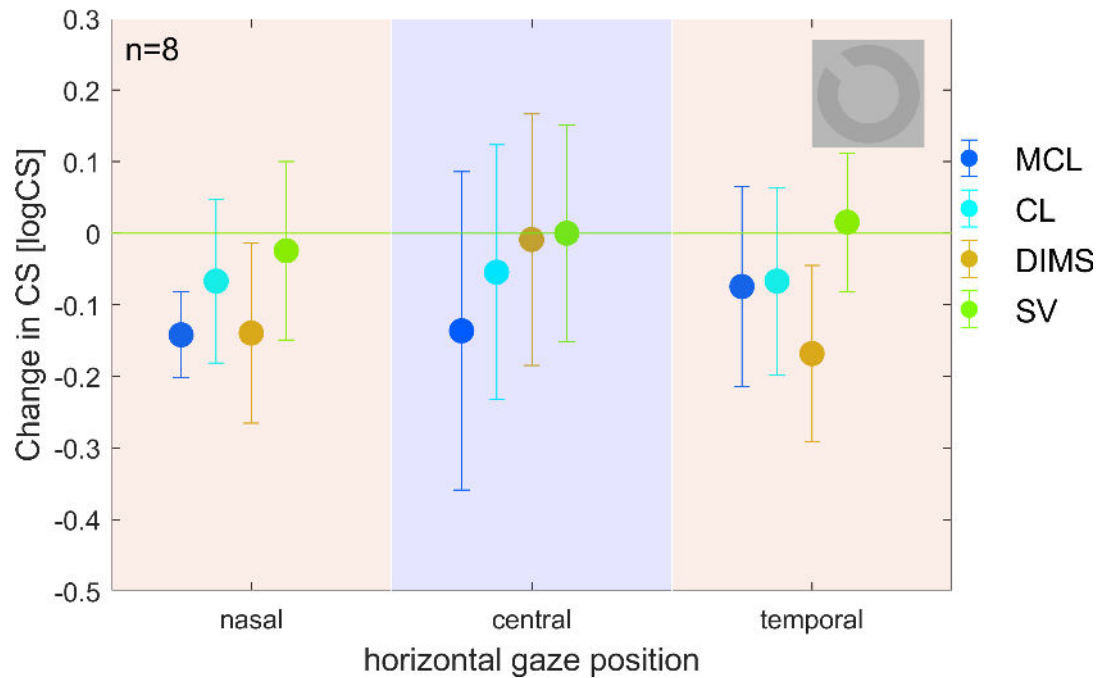 n=8
Change in CS [logCS]
0.3
0.2
0.1
0
-0.1
-0.2
-0.3
-0.4
-0.5
nasal central temporal
horizontal gaze position
MCL
CL
DIMS
SV